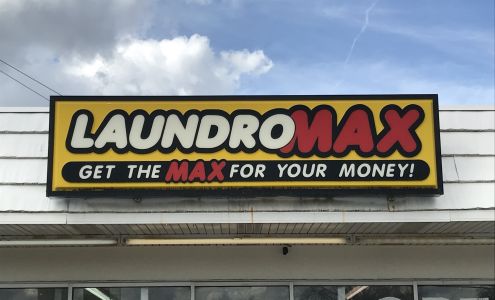 LAUNDROMAX
GET THE MAX FOR YOUR MONEY!